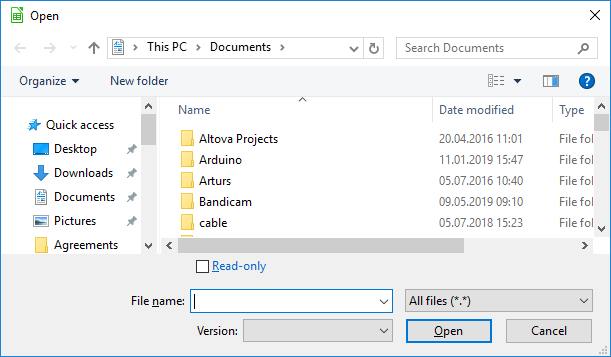 Open
This PC Documents Search Documents
Organize New folder ?
Name Date modified Type
Quick access
Desktop
Downloads
Documents
Pictures
Agreements
Altova Projects 20.04.2016 11:01 File fol
Arduino 11.01.2019 15:47 File fol
Arturs 05.07.2016 10:40 File fol
Bandicam 09.05.2019 09:10 File fol
cable 05.07.2018 15:23 File fol
Read-only
File name: All files (*.*)
Version: Open Cancel